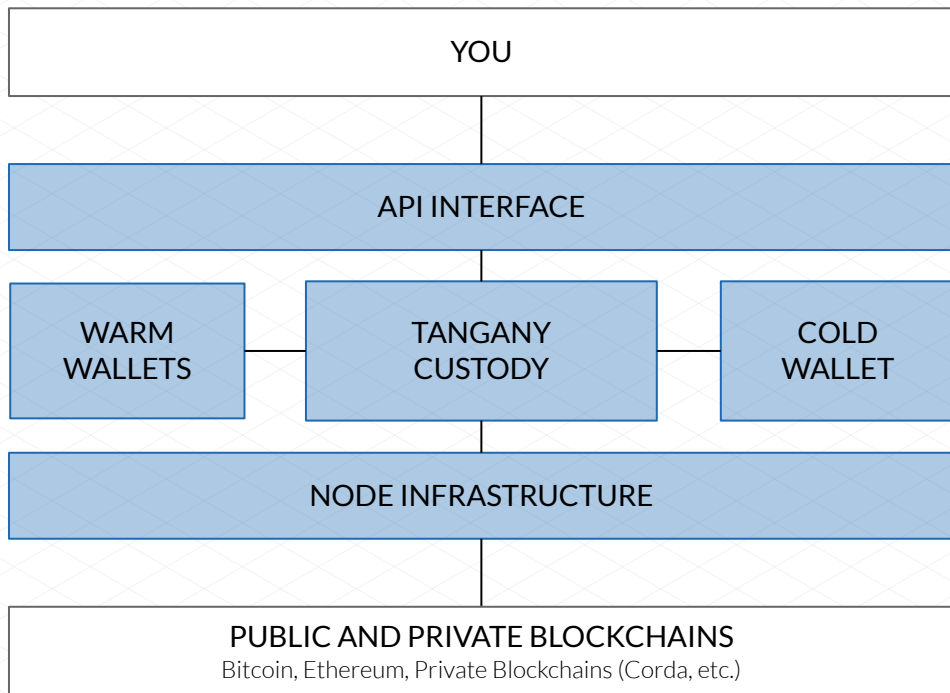 YOU
API INTERFACE
WARM
WALLETS
TANGANY
CUSTODY
COLD
WALLET
NODE INFRASTRUCTURE
PUBLIC AND PRIVATE BLOCKCHAINS
Bitcoin, Ethereum, Private Blockchains (Corda, etc.)